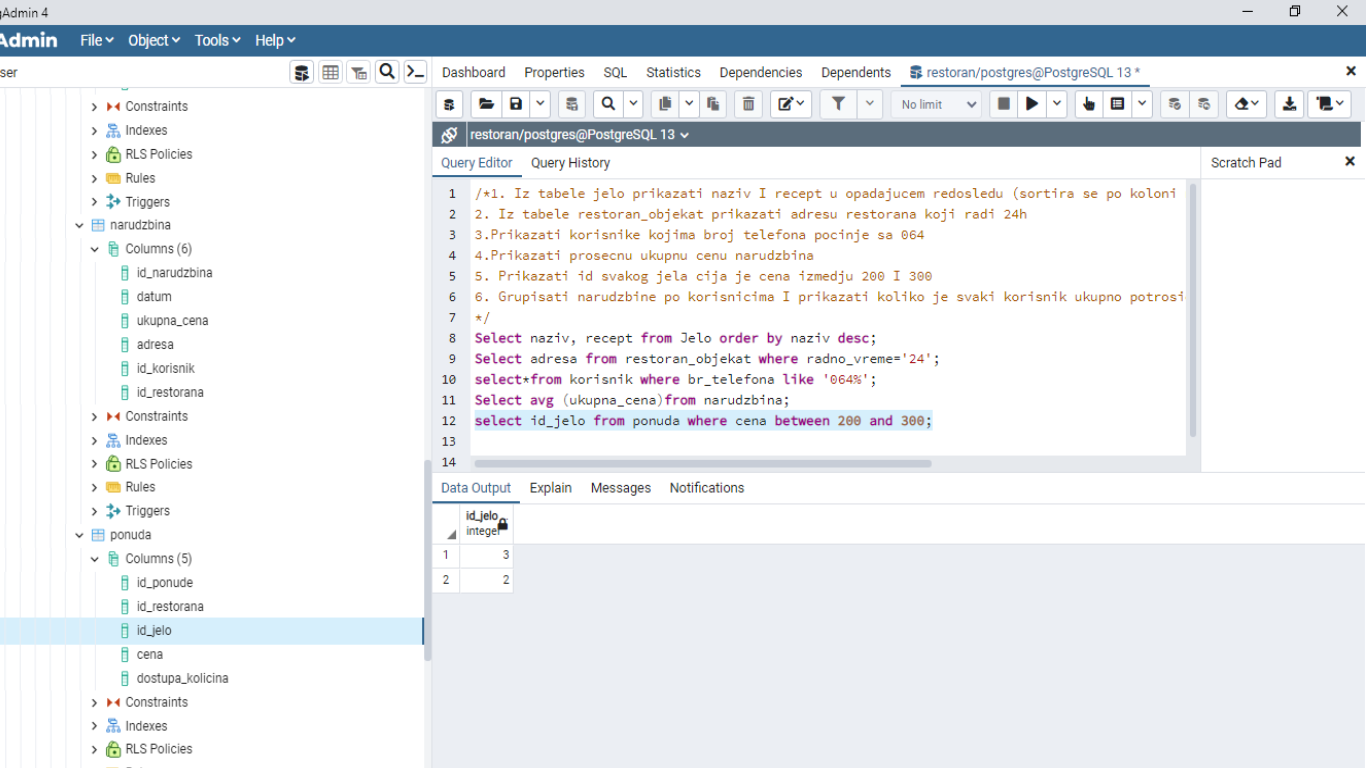 gAdmin 4
Admin File Object Tools Help
ser
Dashboard Properties SQL Statistics Dependencies Dependents restoran/postgres@PostgreSQL 13 *
No limit
restoran/postgres@PostgreSQL 13
Query Editor Query History
Scratch Pad
Constraints
Indexes
RLS Policies
Rules
Triggers
narudzbina
Columns (6)
id_narudzbina
datum
ukupna_cena
adresa
id_korisnik
id_restorana
Constraints
Indexes
RLS Policies
Rules
Triggers
ponuda
Columns (5)
id_ponude
id_restorana
id_jelo
cena
dostupa_kolicina
Constraints
Indexes
RLS Policies
1 /*1. Iz tabele jelo prikazati naziv I recept u opadajucem redosledu (sortira se po koloni
2 2. Iz tabele restoran_objekat prikazati adresu restorana koji radi 24h
3 3.Prikazati korisnike kojima broj telefona pocinje sa 064
4 4.Prikazati prosecnu ukupnu cenu narudzbina
5 5. Prikazati id svakog jela cija je cena izmedju 200 I 300
6 6. Grupisati narudzbine po korisnicima I prikazati koliko je svaki korisnik ukupno potrosi
7 */
8 Select naziv, recept from Jelo order by naziv desc;
9 Select adresa from restoran_objekat where radno_vreme='24';
10 select*from korisnik where br_telefona like '064%';
11 Select avg (ukupna_cena)from narudzbina;
12 select id_jelo from ponuda where cena between 200 and 300;
13
14
Data Output Explain Messages Notifications
id_jelo
integer
1 3
2 2